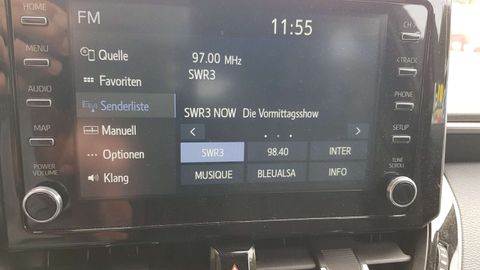 FM 11:55
HOME
MENU
AUDIO
MAP
POWER
VOLUME
Quelle
Favoriten
Senderliste
Manuell
Optionen
Klang
97.00 MHz
SWR3
SWR3 NOW Die Vormittagsshow
< • • • >
SWR3 98.40 INTER
MUSIQUE BLEUALSA INFO
CH >
< TRACK
PHONE
SETUP
TUNE
SCROLL